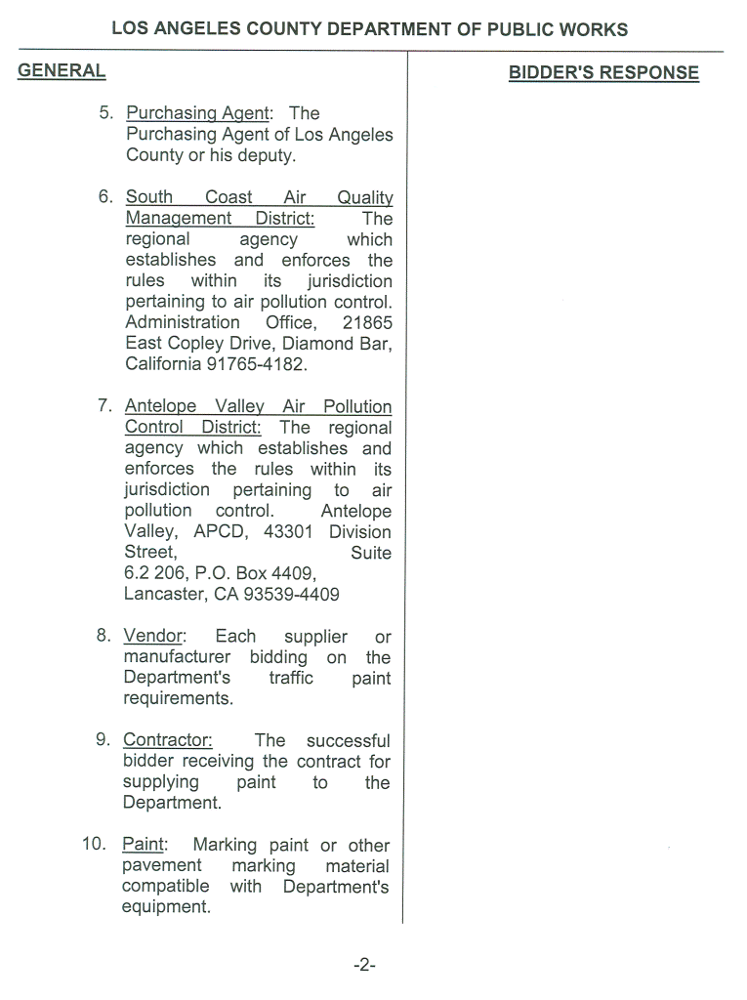 LOS ANGELES COUNTY DEPARTMENT OF PUBLIC WORKS
GENERAL
BIDDER'S RESPONSE
5. Purchasing Agent: The
Purchasing Agent of Los Angeles
County or his deputy.
6. South Coast Air Quality
Management District: The
regional agency which
establishes and enforces the
rules within its jurisdiction
pertaining to air pollution control.
Administration Office, 21865
East Copley Drive, Diamond Bar,
California 91765-4182.
7. Antelope Valley Air Pollution
Control District: The regional
agency which establishes and
enforces the rules within its
jurisdiction pertaining to air
pollution control. Antelope
Valley, APCD, 43301 Division
Street, Suite
6.2 206, P.O. Box 4409,
Lancaster, CA 93539-4409
8. Vendor: Each supplier or
manufacturer bidding on the
Department's traffic paint
requirements.
9. Contractor: The successful
bidder receiving the contract for
supplying paint to the
Department.
10. Paint: Marking paint or other
pavement marking material
compatible with Department's
equipment.
-2-